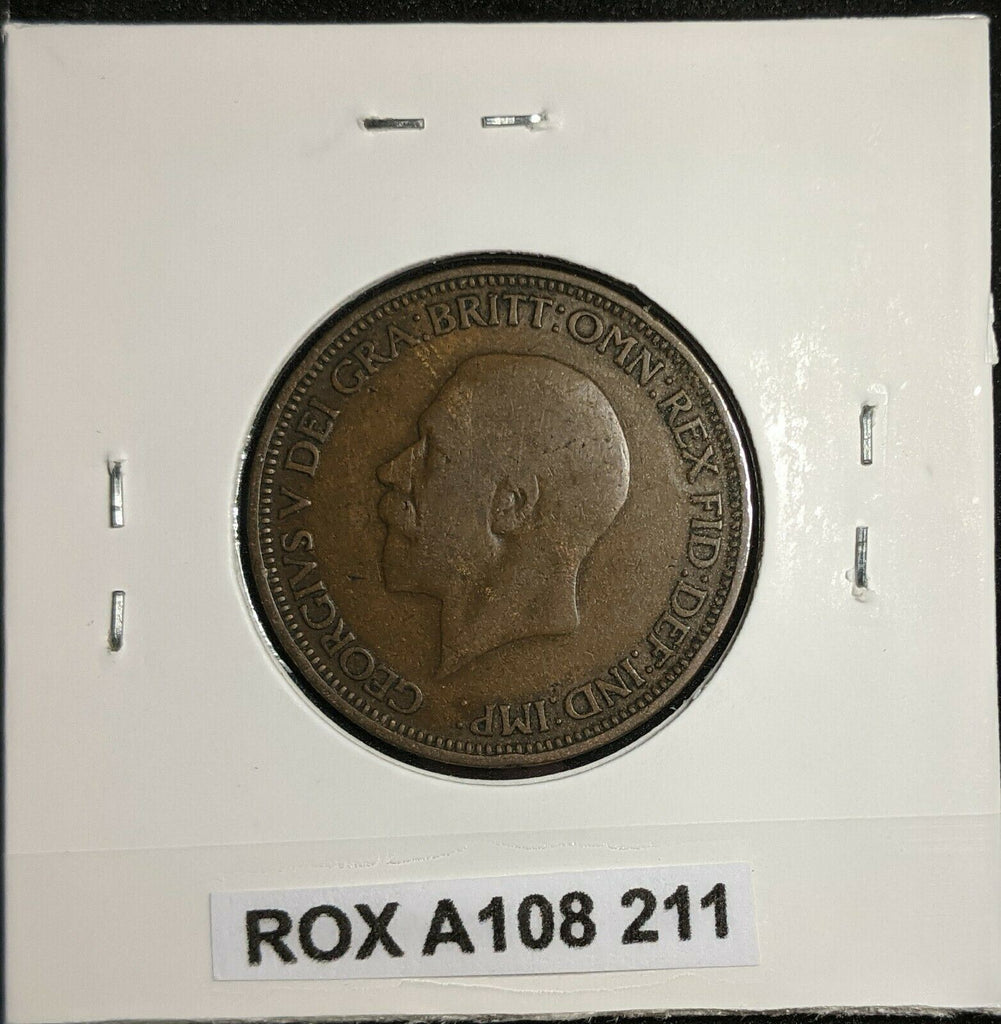 GEORGIVS V DEI GRA: BRITT: OMN: REX FID: DEF: IND: IMP·
ROX A108 211